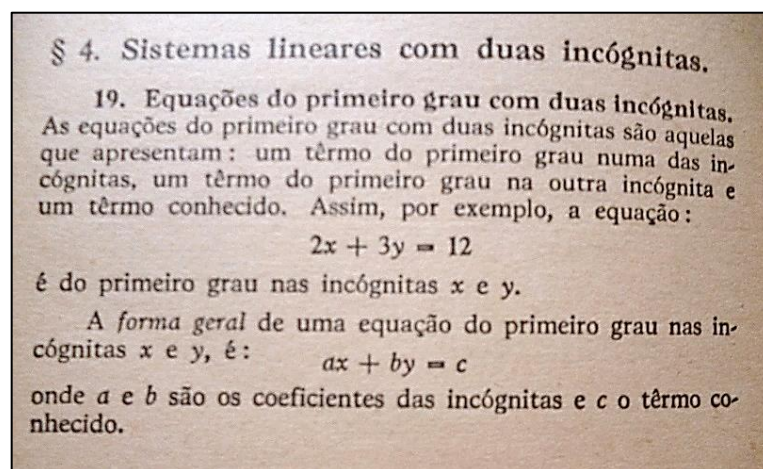 § 4. Sistemas lineares com duas incógnitas.
19. Equações do primeiro grau com duas incógnitas.
As equações do primeiro grau com duas incógnitas são aquelas
que apresentam : um têrmo do primeiro grau numa das in-
cógnitas, um têrmo do primeiro grau na outra incógnita e
um têrmo conhecido. Assim, por exemplo, a equação :
2x + 3y = 12
é do primeiro grau nas incógnitas x e y.
A forma geral de uma equação do primeiro grau nas in-
cógnitas x e y, é :
ax + by = c
onde a e b são os coeficientes das incógnitas e c o têrmo co-
nhecido.